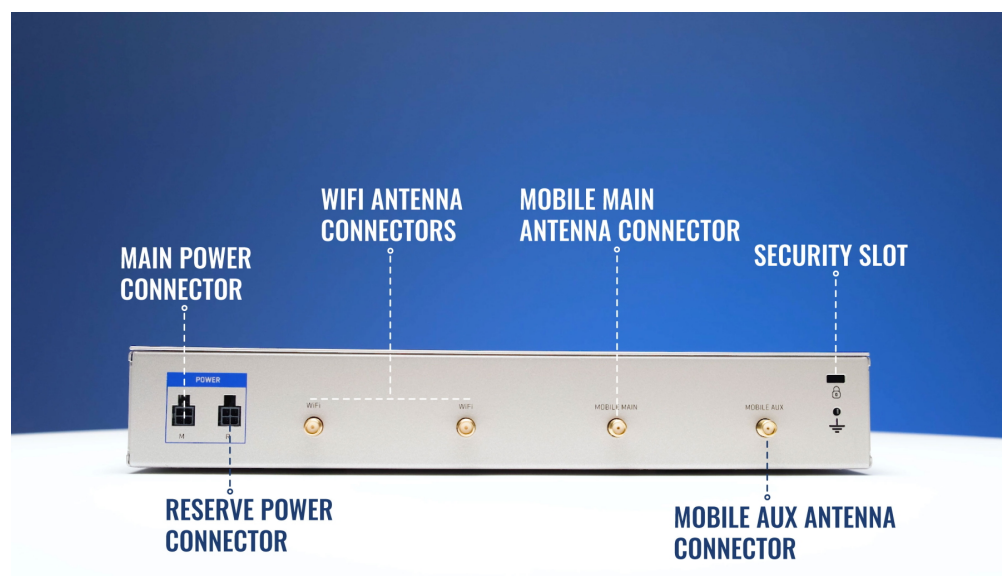 WIFI ANTENNA
CONNECTORS
MOBILE MAIN
ANTENNA CONNECTOR
MAIN POWER
CONNECTOR
SECURITY SLOT
POWER
WiFi
WiFi
MOBILE MAIN
MOBILE AUX
M
R
RESERVE POWER
CONNECTOR
MOBILE AUX ANTENNA
CONNECTOR